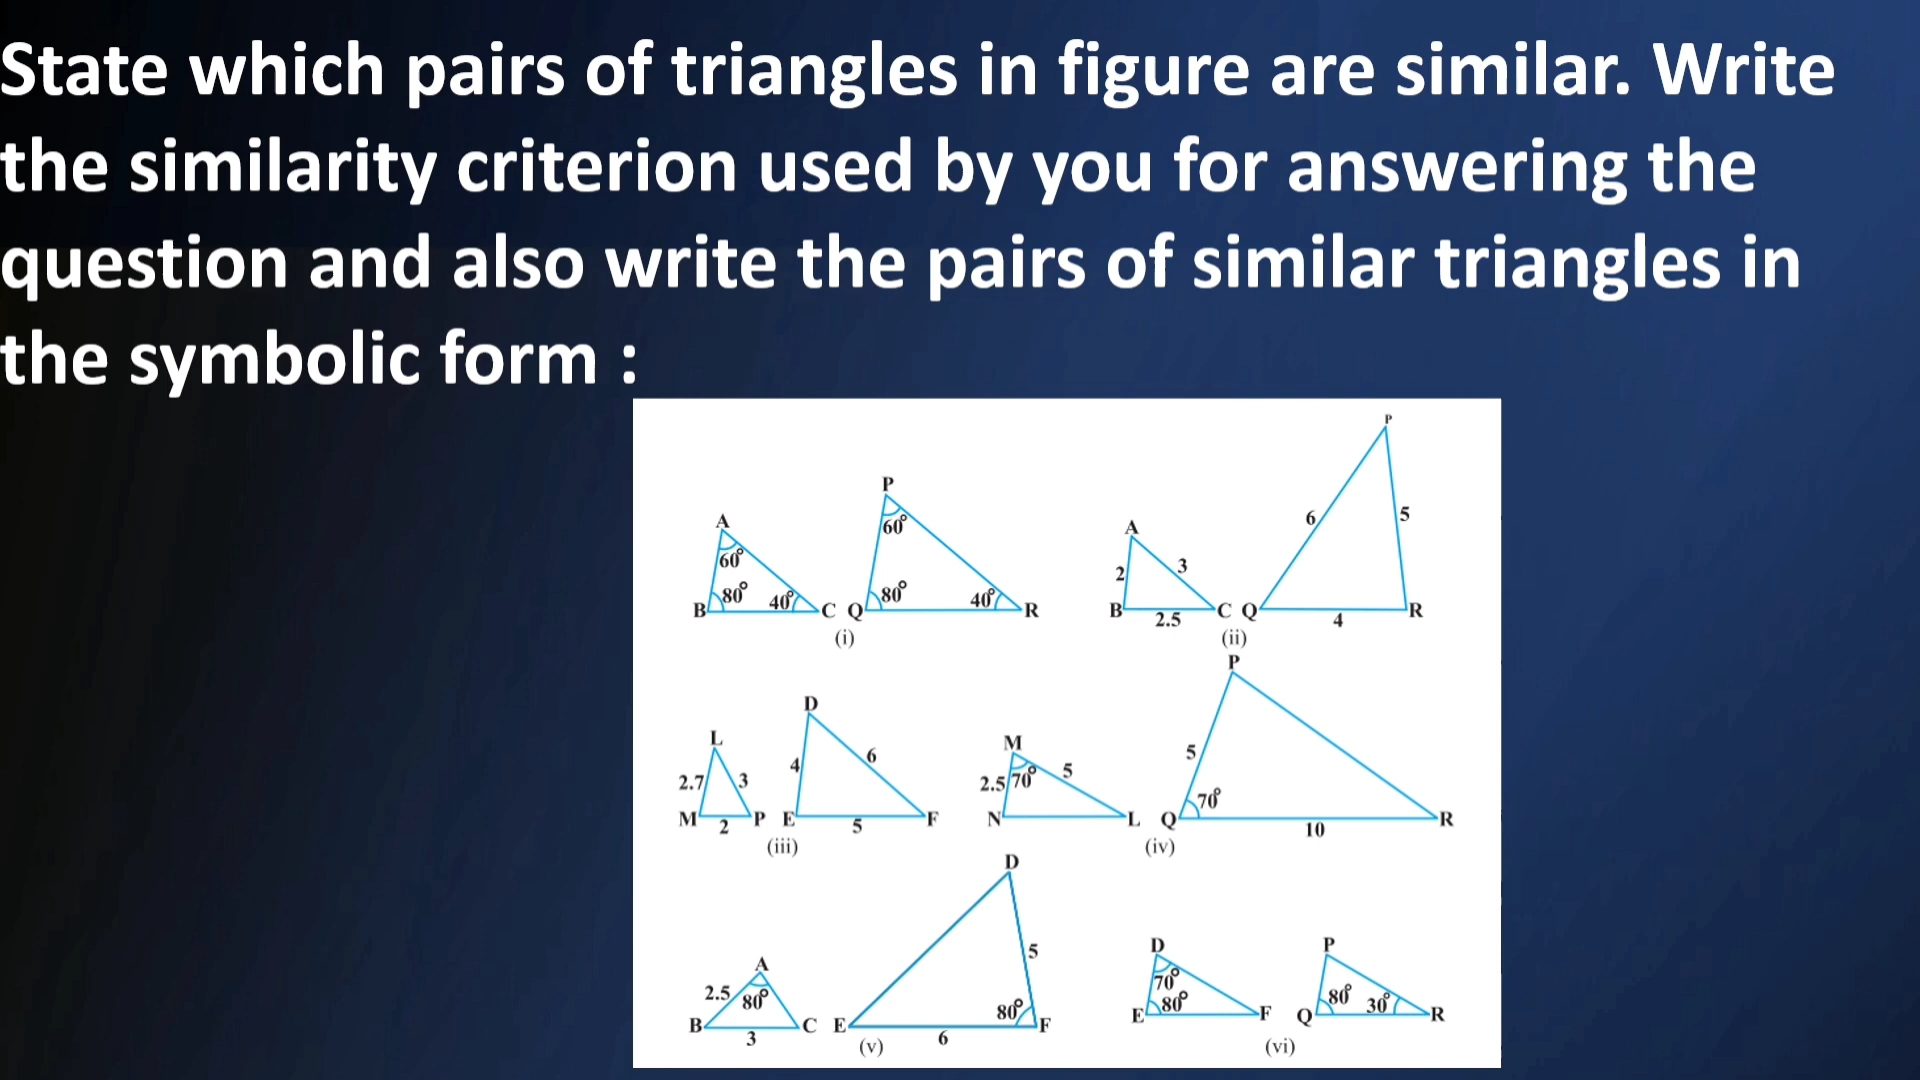 State which pairs of triangles in figure are similar. Write
the similarity criterion used by you for answering the
question and also write the pairs of similar triangles in
the symbolic form :
P
P
A
60°
A
6
5
60°
2
3
80°
80°
40°
40°
B
C
Q
R
B
2.5
C
Q
4
R
(i)
(ii)
P
D
L
M
4
6
5
2.7
3
2.5
70°
5
70°
M
2
P
E
5
F
N
L
Q
10
R
(iii)
(iv)
D
A
5
D
P
2.5
80°
80°
70°
80°
80°
30°
B
3
C
E
6
F
E
F
Q
R
(v)
(vi)